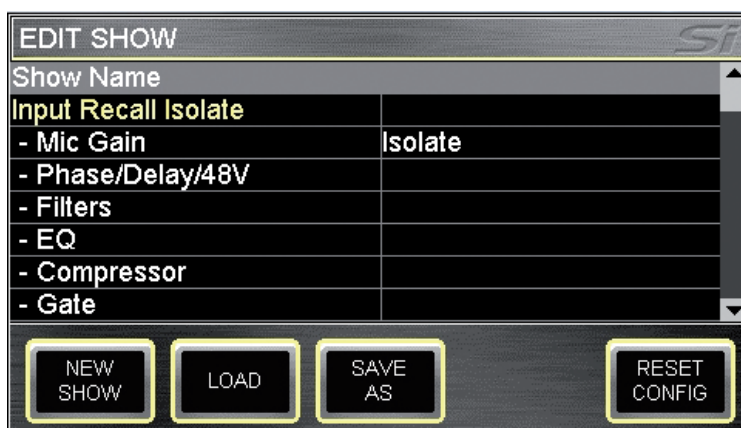 EDIT SHOW Si
Show Name
Input Recall Isolate
- Mic Gain Isolate
- Phase/Delay/48V
- Filters
- EQ
- Compressor
- Gate
NEW SHOW
LOAD
SAVE AS
RESET CONFIG